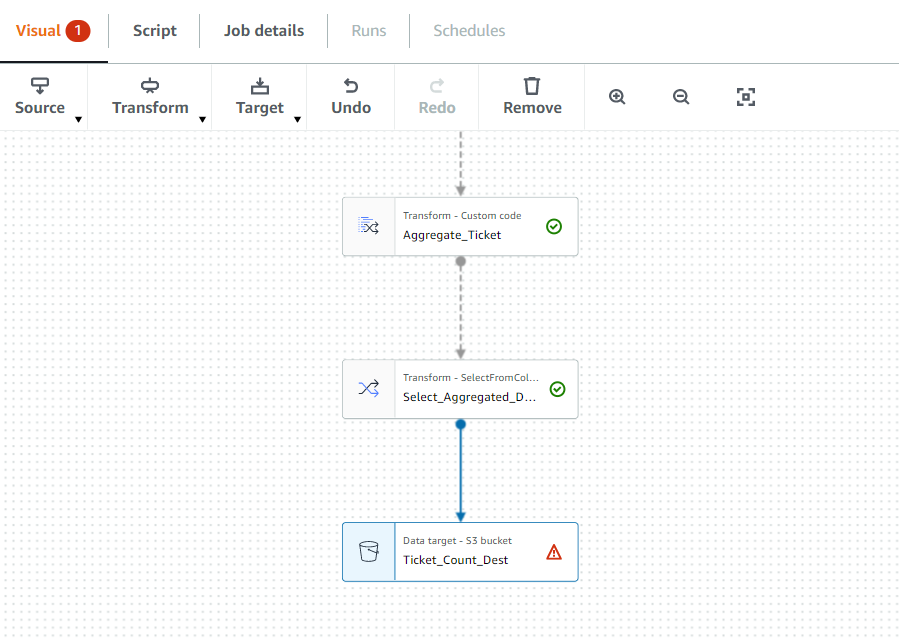 Visual 1 Script Job details Runs Schedules
Source Transform Target Undo Redo Remove
Transform - Custom code
Aggregate_Ticket
Transform - SelectFromCol...
Select_Aggregated_D...
Data target - S3 bucket
Ticket_Count_Dest